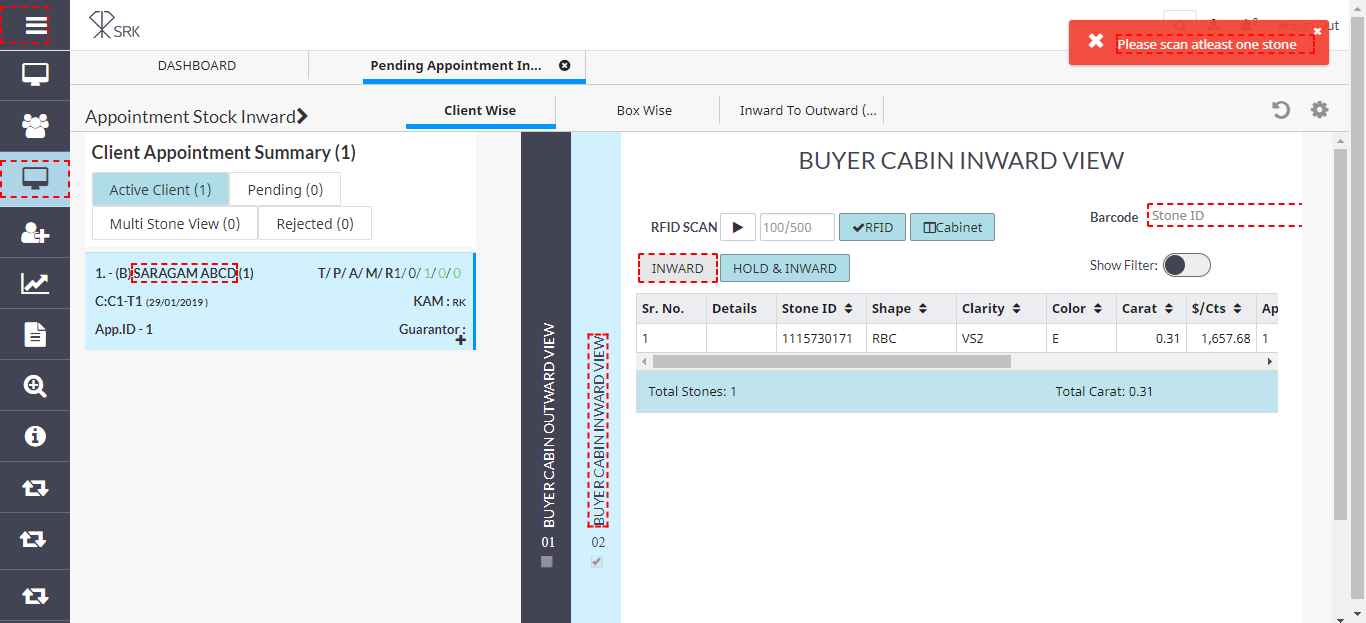 SRK
Sign out
Please scan atleast one stone
DASHBOARD
Pending Appointment In...
Appointment Stock Inward
Client Wise
Box Wise
Inward To Outward (...
Client Appointment Summary (1)
Active Client (1)
Pending (0)
Multi Stone View (0)
Rejected (0)
1. - (B)SARAGAM ABCD(1) T/ P/ A/ M/ R1/ 0/ 1/ 0/ 0
C:C1-T1 (29/01/2019 ) KAM : RK
App.ID - 1 Guarantor :
BUYER CABIN OUTWARD VIEW
01
BUYER CABIN INWARD VIEW
02
BUYER CABIN INWARD VIEW
RFID SCAN 100/500 RFID Cabinet
Barcode Stone ID
INWARD HOLD & INWARD
Show Filter:
Sr. No. Details Stone ID Shape Clarity Color Carat $/Cts Ap
1 1115730171 RBC VS2 E 0.31 1,657.68 1
Total Stones: 1 Total Carat: 0.31